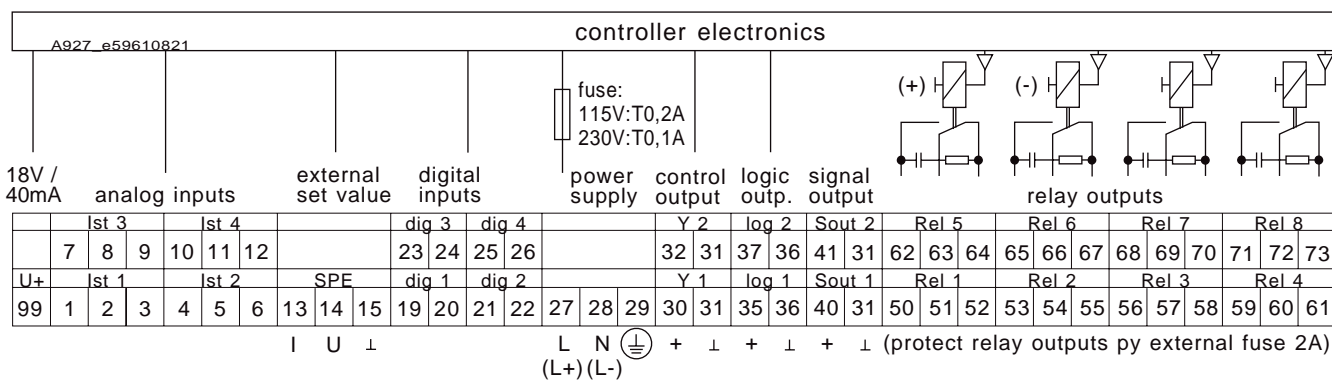 controller electronics
A927_e59610821
fuse:
115V:T0,2A
230V:T0,1A
(+) (-)
18V /
40mA
analog inputs
external
set value
digital
inputs
power
supply
control
output
logic
outp.
signal
output
relay outputs
Ist 3 Ist 4 dig 3 dig 4 Y 2 log 2 Sout 2 Rel 5 Rel 6 Rel 7 Rel 8
7 8 9 10 11 12 23 24 25 26 32 31 37 36 41 31 62 63 64 65 66 67 68 69 70 71 72 73
U+ Ist 1 Ist 2 SPE dig 1 dig 2 Y 1 log 1 Sout 1 Rel 1 Rel 2 Rel 3 Rel 4
99 1 2 3 4 5 6 13 14 15 19 20 21 22 27 28 29 30 31 35 36 40 31 50 51 52 53 54 55 56 57 58 59 60 61
I U ⊥ L N + ⊥ + ⊥ + ⊥ (protect relay outputs py external fuse 2A)
(L+) (L-)